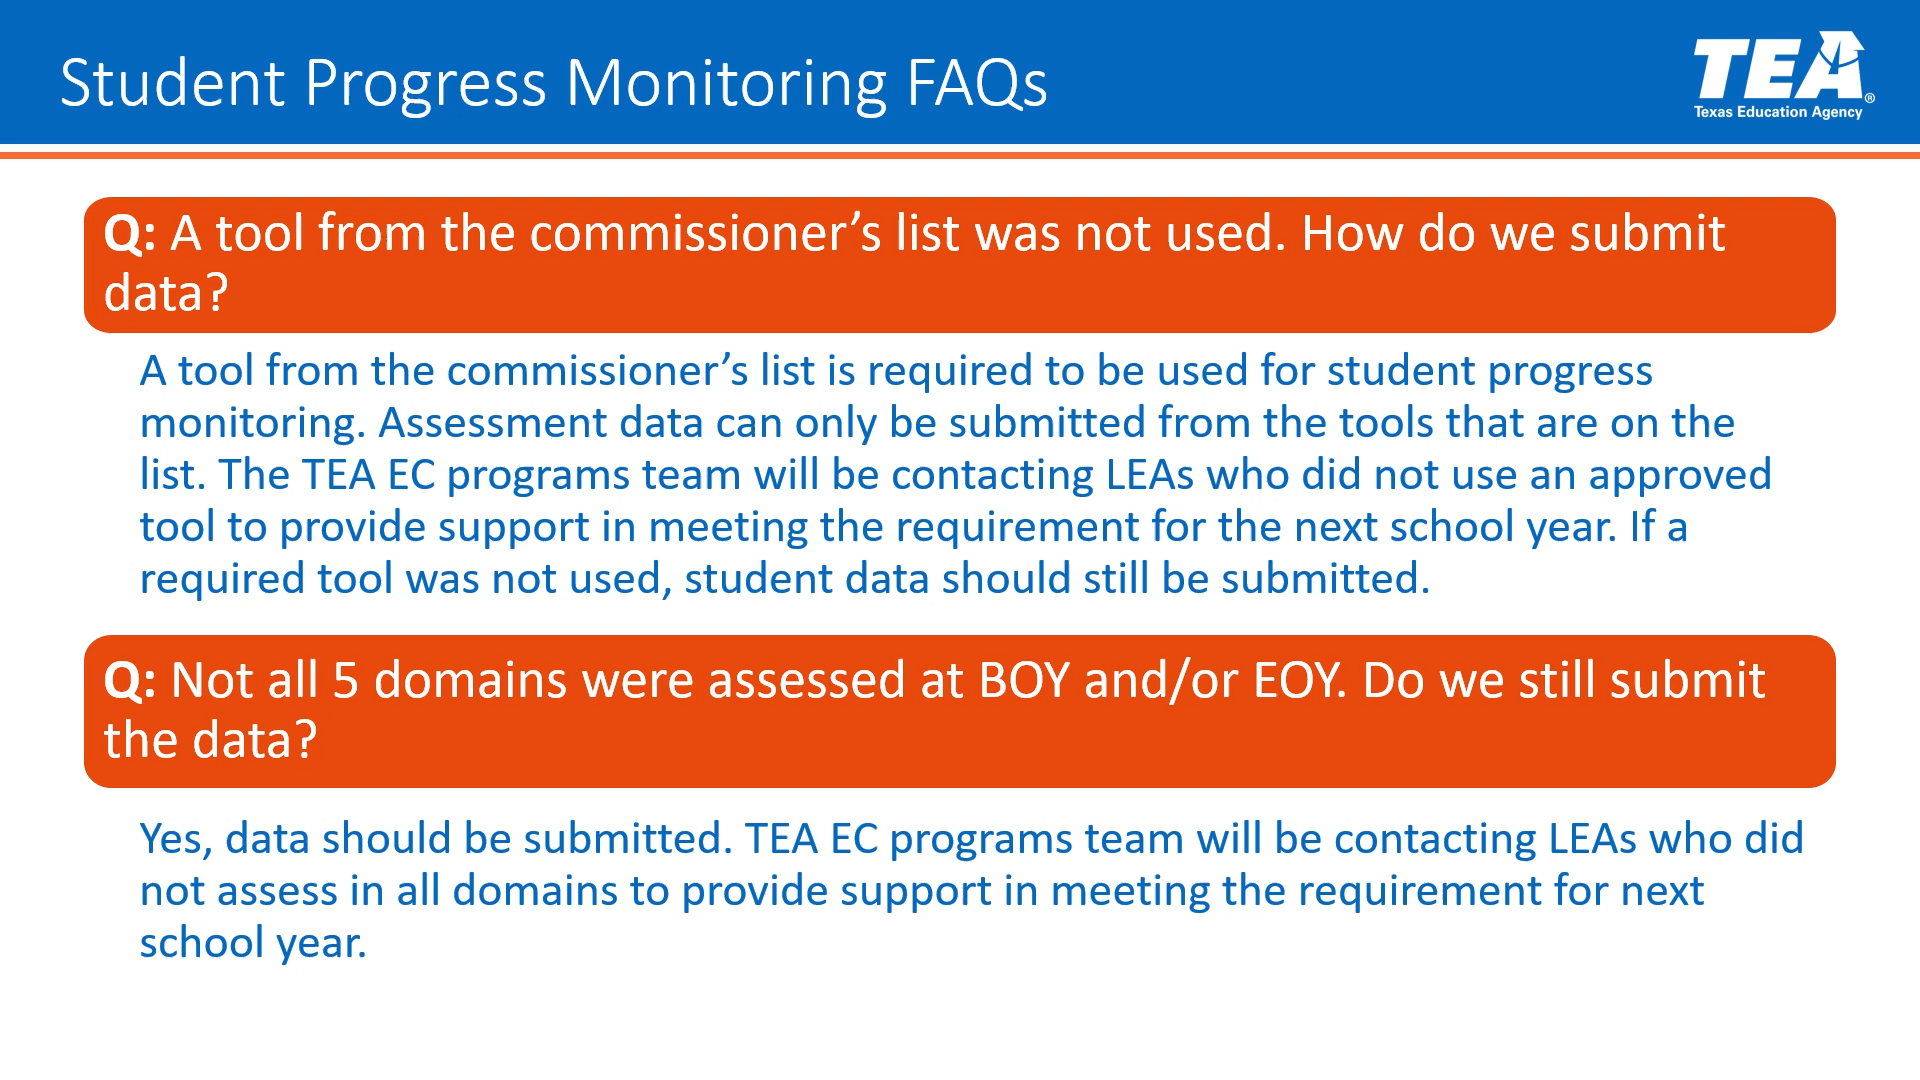 Student Progress Monitoring FAQs
TEA®
Texas Education Agency
Q: A tool from the commissioner’s list was not used. How do we submit
data?
A tool from the commissioner’s list is required to be used for student progress
monitoring. Assessment data can only be submitted from the tools that are on the
list. The TEA EC programs team will be contacting LEAs who did not use an approved
tool to provide support in meeting the requirement for the next school year. If a
required tool was not used, student data should still be submitted.
Q: Not all 5 domains were assessed at BOY and/or EOY. Do we still submit
the data?
Yes, data should be submitted. TEA EC programs team will be contacting LEAs who did
not assess in all domains to provide support in meeting the requirement for next
school year.